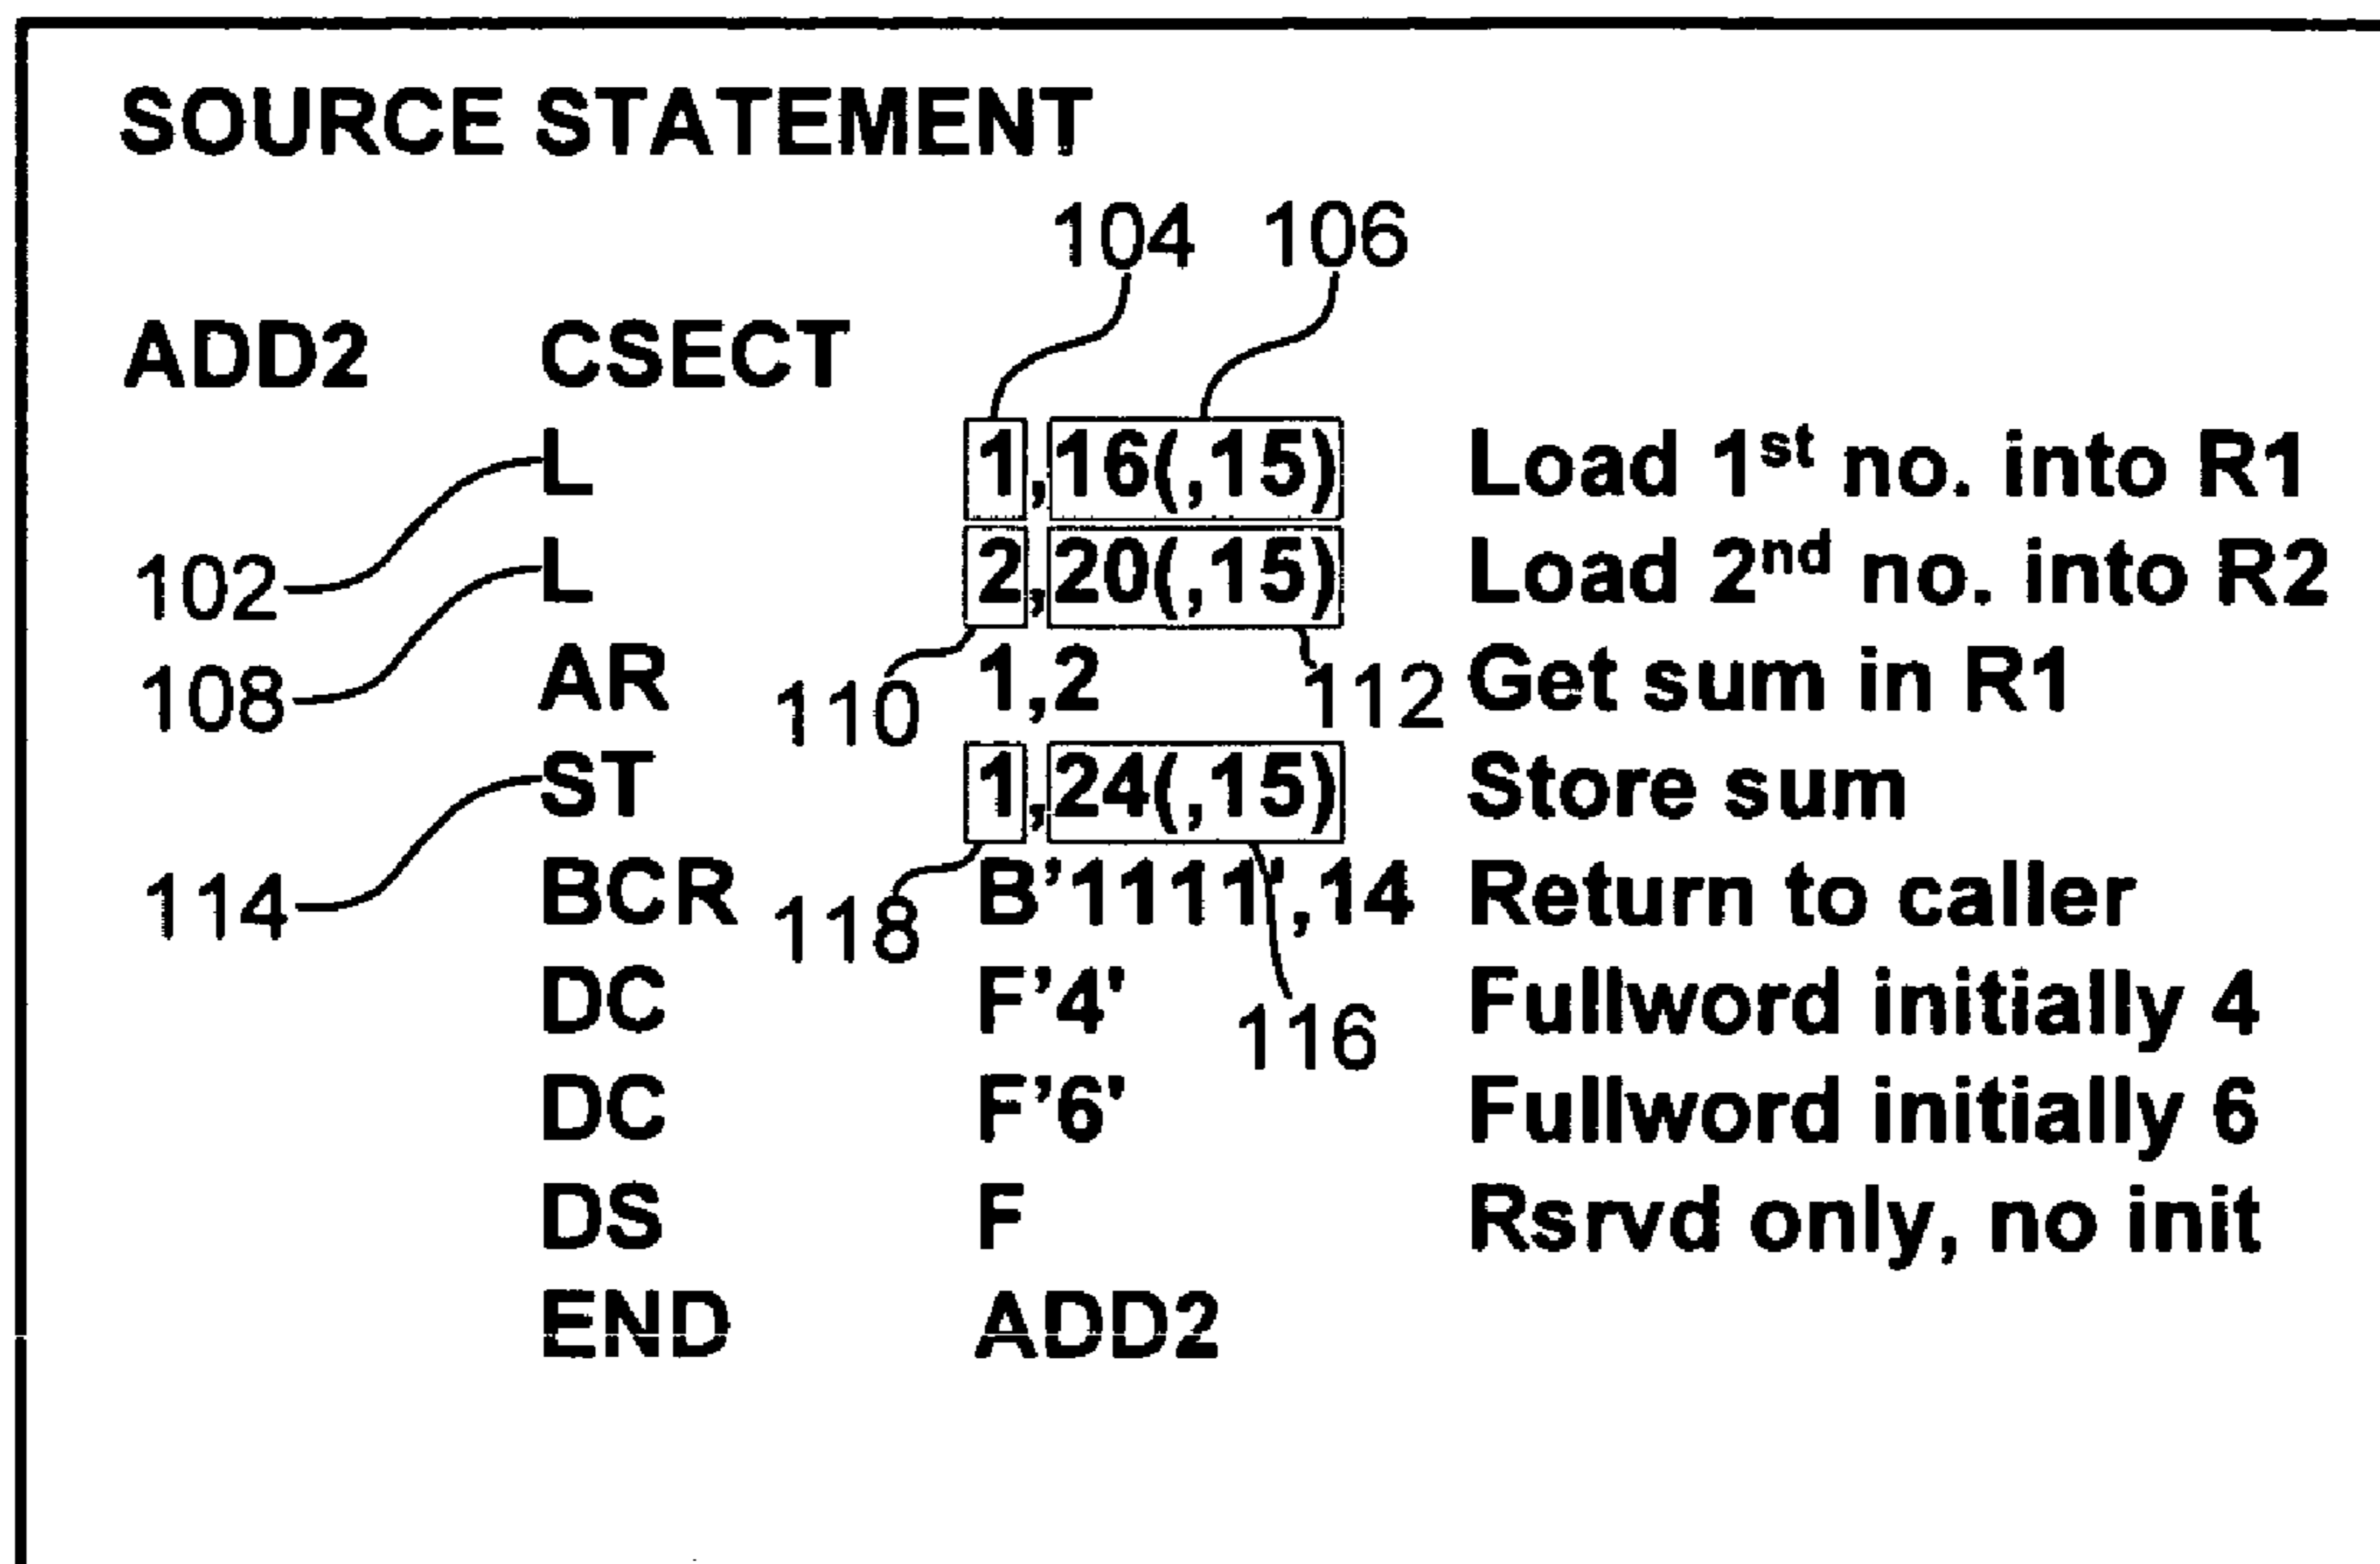 SOURCE STATEMENT
104 106
ADD2 CSECT
L 1,16(,15) Load 1st no. into R1
102 L 2,20(,15) Load 2nd no. into R2
108 AR 110 1,2 112 Get sum in R1
ST 1,24(,15) Store sum
114 BCR 118 B’1111',14 Return to caller
DC F’4' 116 Fullword initially 4
DC F’6' Fullword initially 6
DS F Rsrvd only, no init
END ADD2